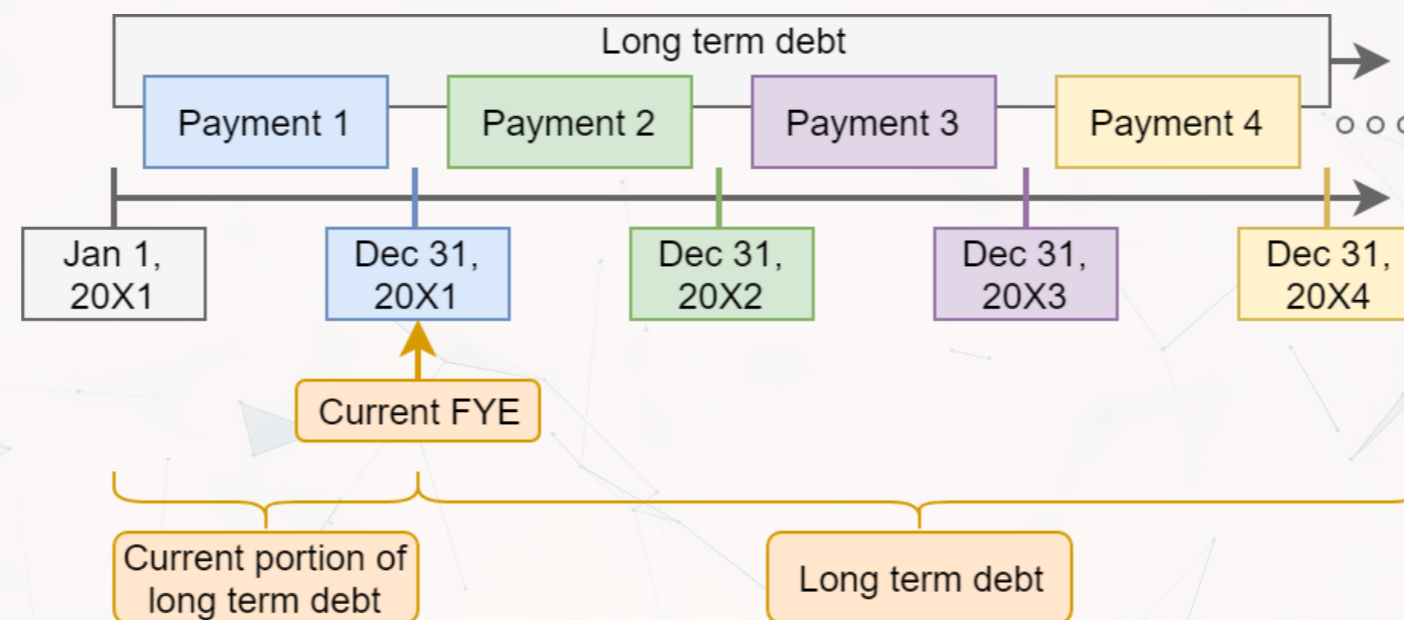 Long term debt
Payment 1
Payment 2
Payment 3
Payment 4
Jan 1,
20X1
Dec 31,
20X1
Dec 31,
20X2
Dec 31,
20X3
Dec 31,
20X4
Current FYE
Current portion of
long term debt
Long term debt